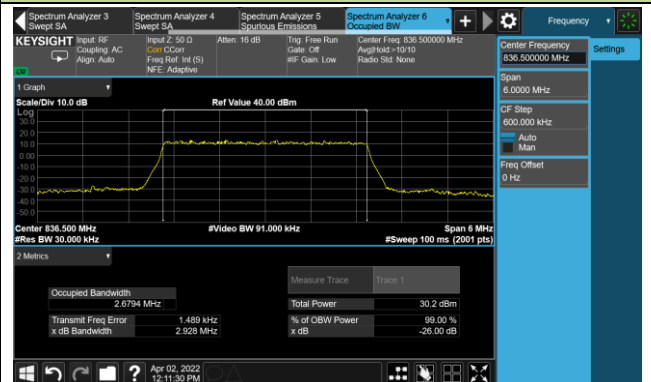 Spectrum Analyzer 3
Swept SA
Spectrum Analyzer 4
Swept SA
Spectrum Analyzer 5
Spurious Emissions
Spectrum Analyzer 6
Occupied BW
Frequency
KEYSIGHT
Input: RF
Coupling: AC
Align: Auto
Input Z: 50 Ω
Corr CCorr
Freq Ref: Int (S)
NFE: Adaptive
Atten: 16 dB
Trig: Free Run
Gate: Off
#IF Gain: Low
Center Freq: 836.500000 MHz
Avg|Hold:>10/10
Radio Std: None
Center Frequency
836.500000 MHz
Settings
Span
6.0000 MHz
CF Step
600.000 kHz
Auto
Man
Freq Offset
0 Hz
1 Graph
Scale/Div 10.0 dB
Ref Value 40.00 dBm
Log
30.0
20.0
10.0
0.00
-10.0
-20.0
-30.0
-40.0
-50.0
Center 836.500 MHz
#Video BW 91.000 kHz
Span 6 MHz
#Res BW 30.000 kHz
#Sweep 100 ms (2001 pts)
2 Metrics
Measure Trace
Trace 1
Occupied Bandwidth
2.6794 MHz
Total Power
30.2 dBm
Transmit Freq Error
1.489 kHz
% of OBW Power
99.00 %
x dB Bandwidth
2.928 MHz
x dB
-26.00 dB
?
Apr 02, 2022
12:11:30 PM